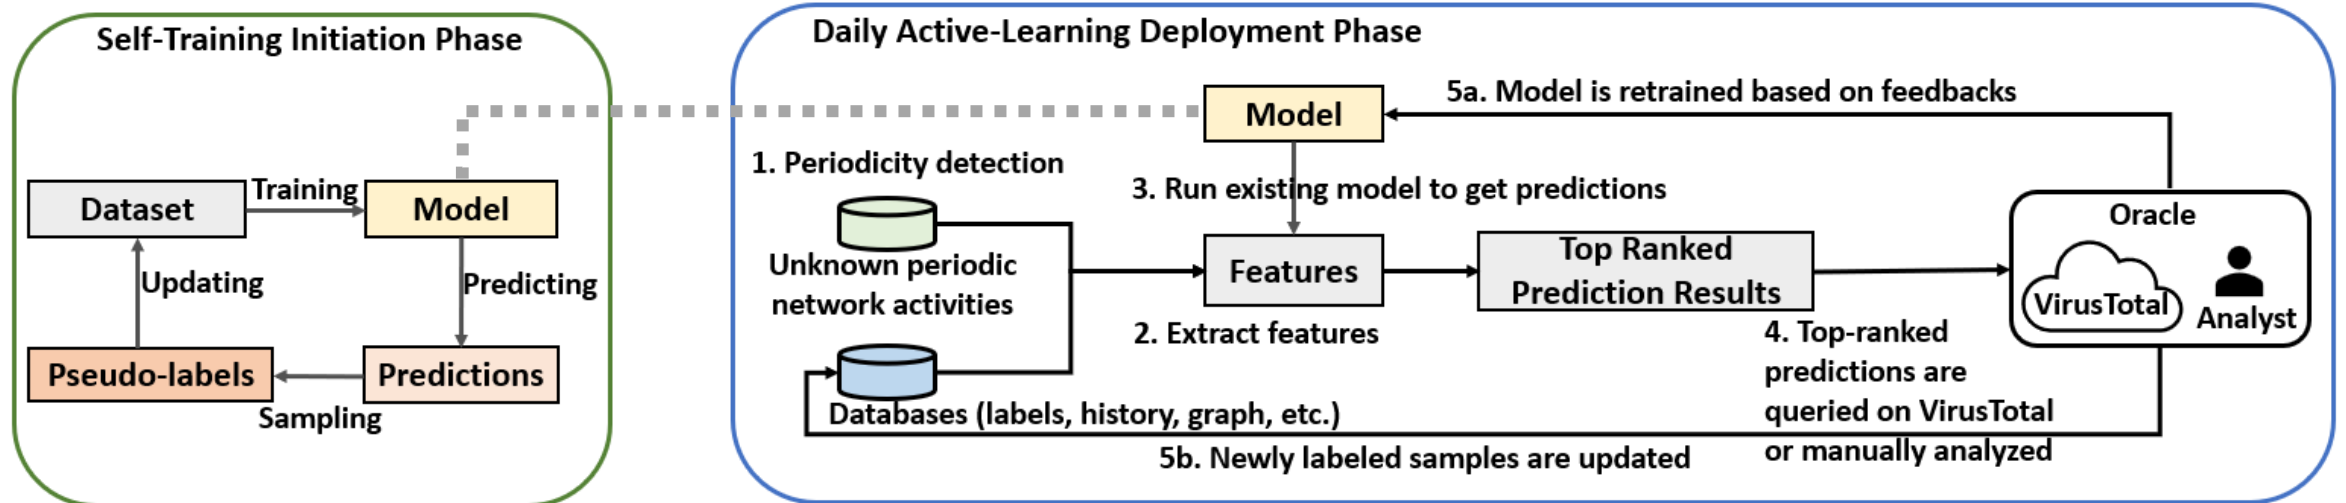 Self-Training Initiation Phase
Dataset
Training
Model
Updating
Predicting
Pseudo-labels
Predictions
Sampling
Daily Active-Learning Deployment Phase
Model
5a. Model is retrained based on feedbacks
1. Periodicity detection
3. Run existing model to get predictions
Unknown periodic
network activities
Features
Top Ranked
Prediction Results
Oracle
VirusTotal
Analyst
2. Extract features
4. Top-ranked
predictions are
queried on VirusTotal
or manually analyzed
Databases (labels, history, graph, etc.)
5b. Newly labeled samples are updated